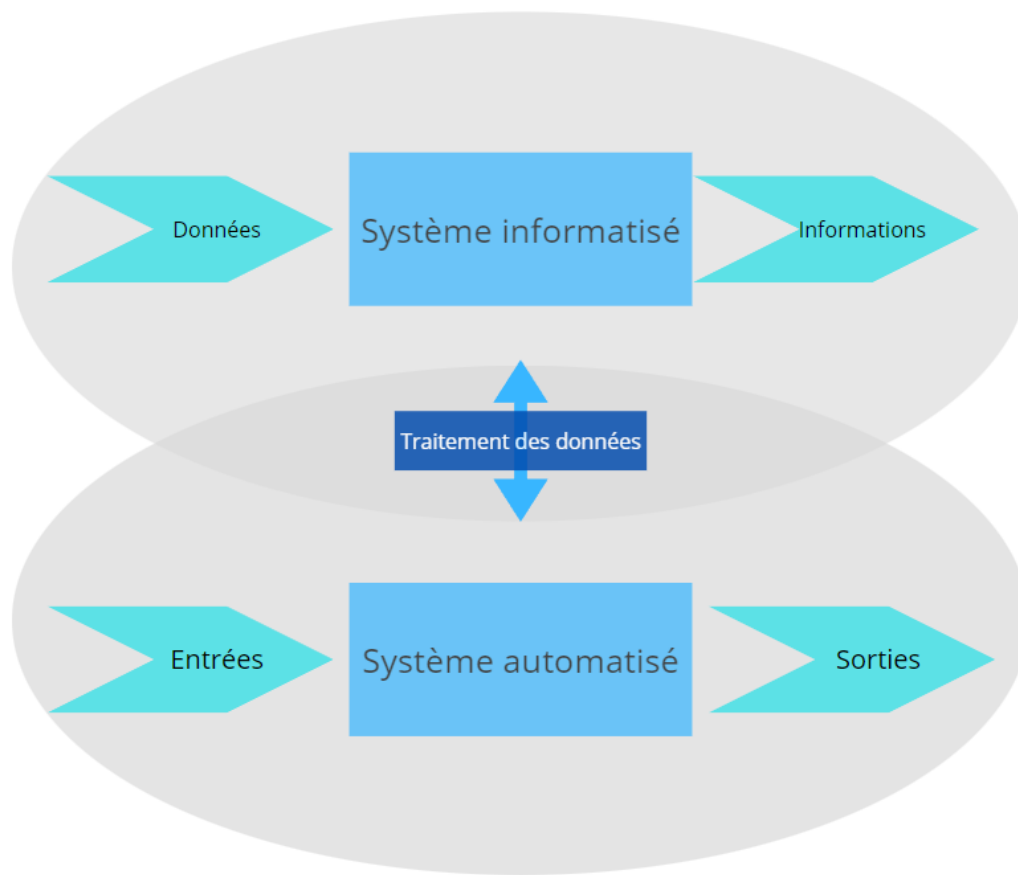 Données
Système informatisé
Informations
Traitement des données
Entrées
Système automatisé
Sorties